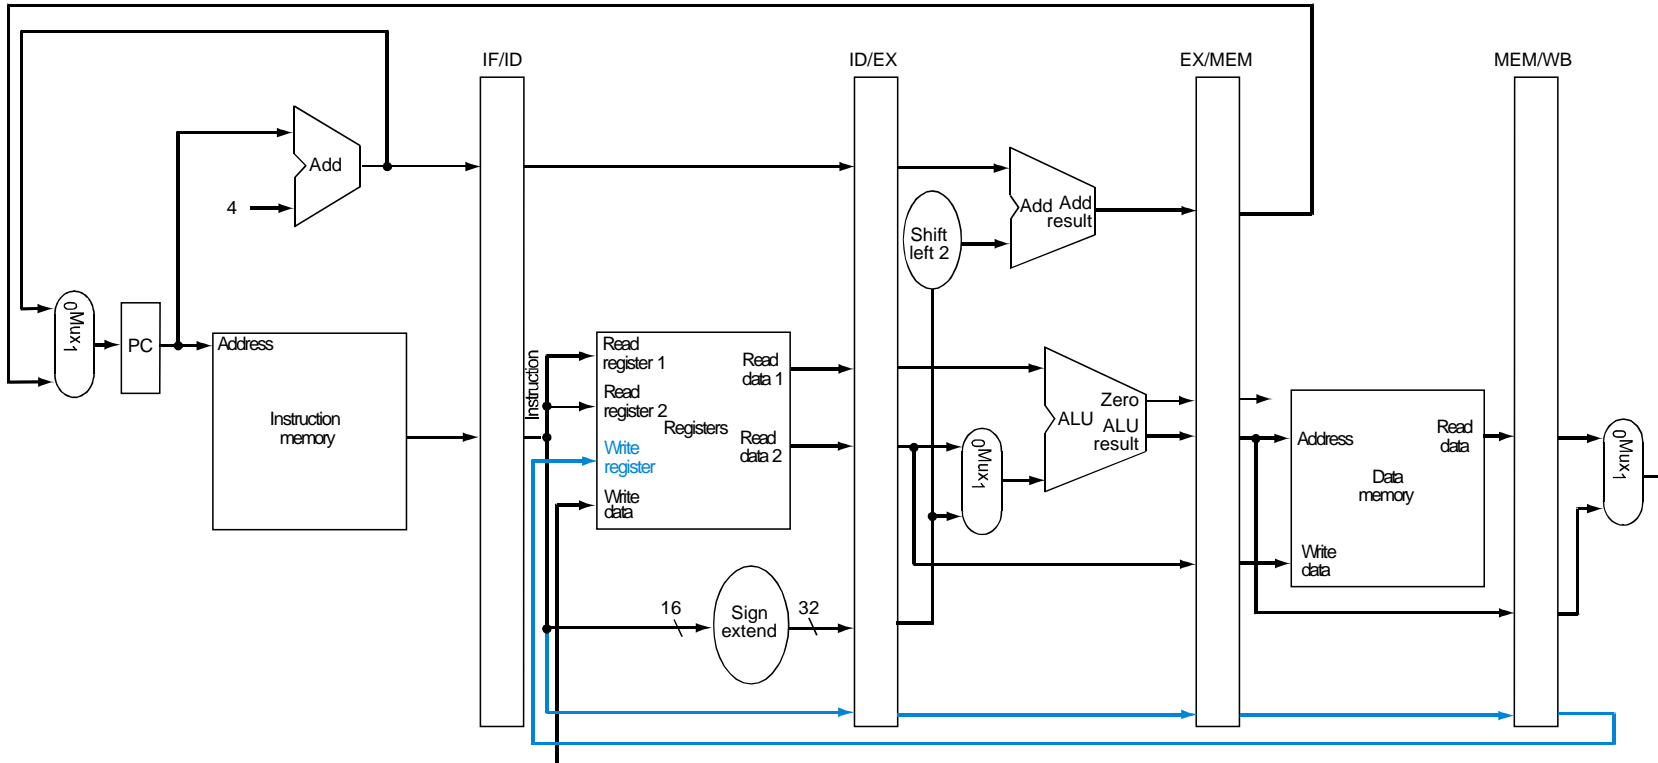 IF/ID
ID/EX
EX/MEM
MEM/WB
Add
4
Shift
left 2
Add
Add
result
0
Mux
1
PC
Address
Instruction
memory
Instruction
Read
register 1
Read
register 2
Write
register
Write
data
Registers
Read
data 1
Read
data 2
0
Mux
1
Zero
ALU
ALU
result
Address
Read
data
Data
memory
Write
data
0
Mux
1
16
Sign
extend
32